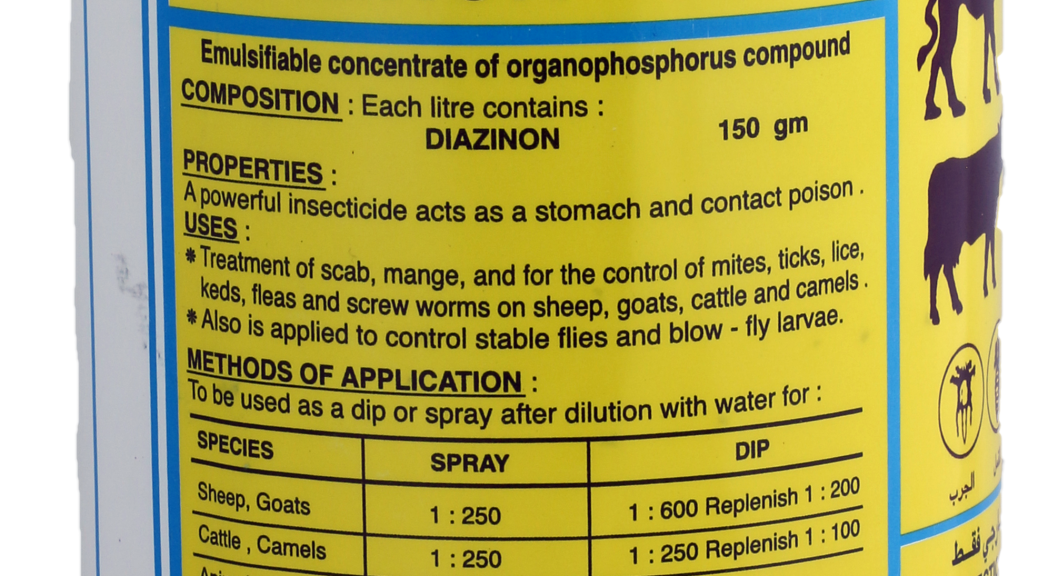 Emulsifiable concentrate of organophosphorus compound
COMPOSITION : Each litre contains :
DIAZINON 150 gm
PROPERTIES :
A powerful insecticide acts as a stomach and contact poison .
USES :
* Treatment of scab, mange, and for the control of mites, ticks, lice,
keds, fleas and screw worms on sheep, goats, cattle and camels .
* Also is applied to control stable flies and blow - fly larvae.
METHODS OF APPLICATION :
To be used as a dip or spray after dilution with water for :
SPECIES SPRAY DIP
Sheep, Goats 1 : 250 1 : 600 Replenish 1 : 200
Cattle , Camels 1 : 250 1 : 250 Replenish 1 : 100
الجرب
فقط